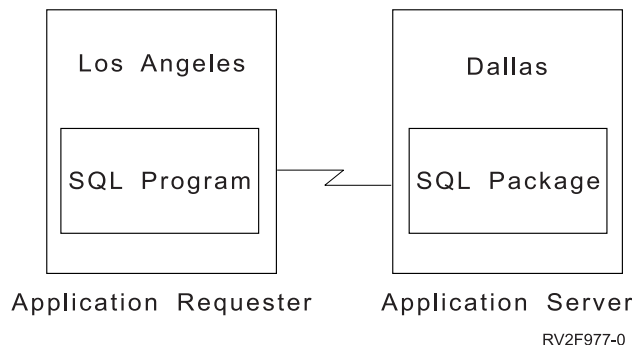 Los Angeles
Dallas
SQL Program
SQL Package
Application Requester
Application Server
RV2F977-0